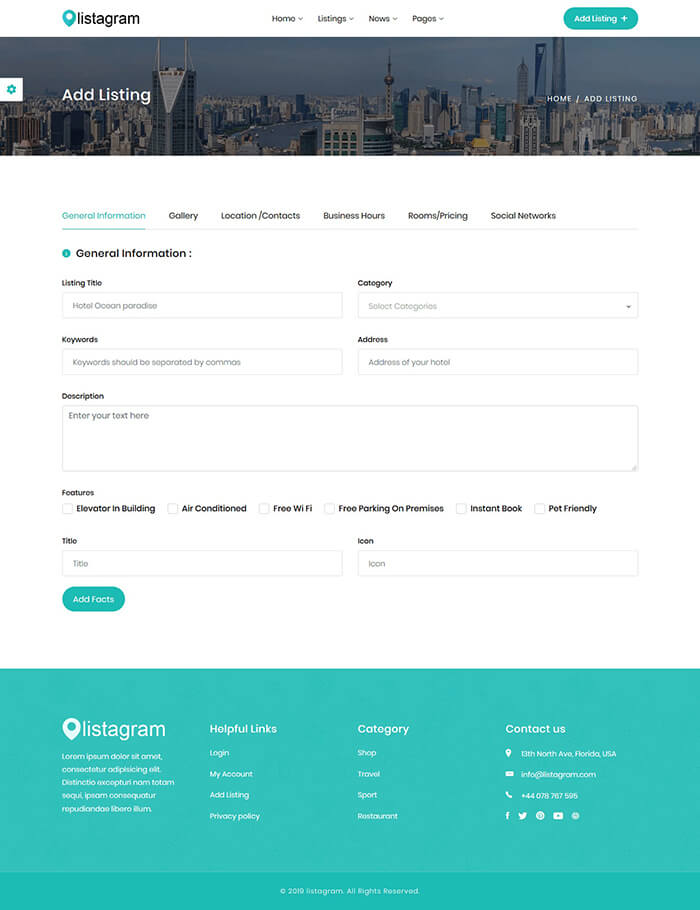 listagram
Home Listings News Pages
Add Listing +
Add Listing
HOME / ADD LISTING
General Information Gallery Location /Contacts Business Hours Rooms/Pricing Social Networks
General Information :
Listing Title Category
Hotel Ocean paradise Select Categories
Keywords Address
Keywords should be separated by commas Address of your hotel
Description
Enter your text here
Features
Elevator In Building Air Conditioned Free Wi Fi Free Parking On Premises Instant Book Pet Friendly
Title Icon
Title Icon
Add Facts
listagram
Lorem ipsum dolor sit amet,
consectetur adipisicing elit.
Distinctio excepturi nam totam
sequi, ipsam consequatur
repudiandae libero illum.
Helpful Links
Login
My Account
Add Listing
Privacy policy
Category
Shop
Travel
Sport
Restaurant
Contact us
13th North Ave, Florida, USA
info@listagram.com
+44 078 767 595
© 2019 listagram. All Rights Reserved.